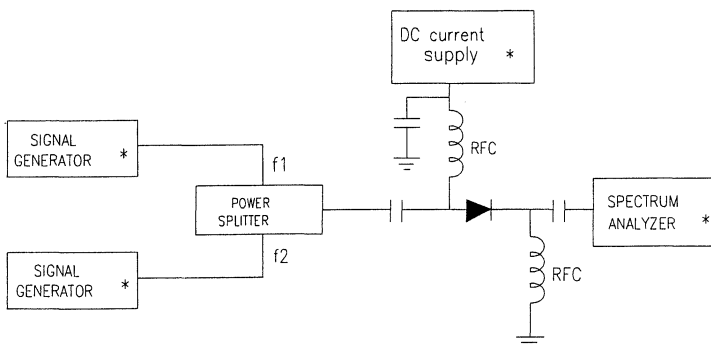 DC current
supply *
SIGNAL
GENERATOR *
f1
RFC
POWER
SPLITTER
SPECTRUM
ANALYZER *
f2
SIGNAL
GENERATOR *
RFC